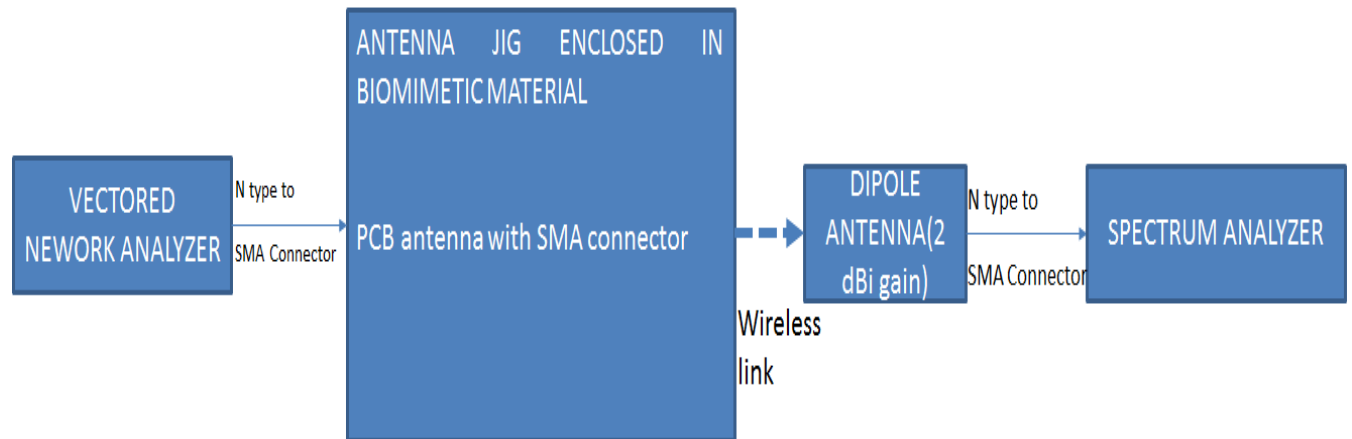 VECTORED
NEWORK ANALYZER
N type to
SMA Connector
ANTENNA JIG ENCLOSED IN
BIOMIMETIC MATERIAL
PCB antenna with SMA connector
Wireless
link
DIPOLE
ANTENNA(2
dBi gain)
N type to
SMA Connector
SPECTRUM ANALYZER